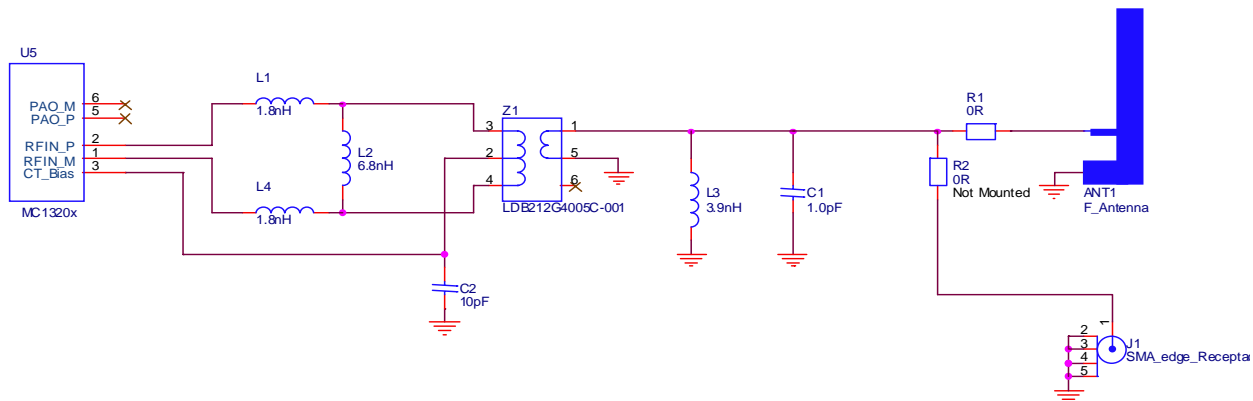 U5
PAO_M 6
PAO_P 5
RFIN_P 2
RFIN_M 1
CT_Bias 3
MC1320x
L1
1.8nH
L2
6.8nH
L4
1.8nH
C2
10pF
Z1
3 1
2 5
4 6
LDB212G4005C-001
L3
3.9nH
C1
1.0pF
R1
0R
R2
0R
Not Mounted
ANT1
F_Antenna
1
2
3
4
5
J1
SMA_edge_Receptac